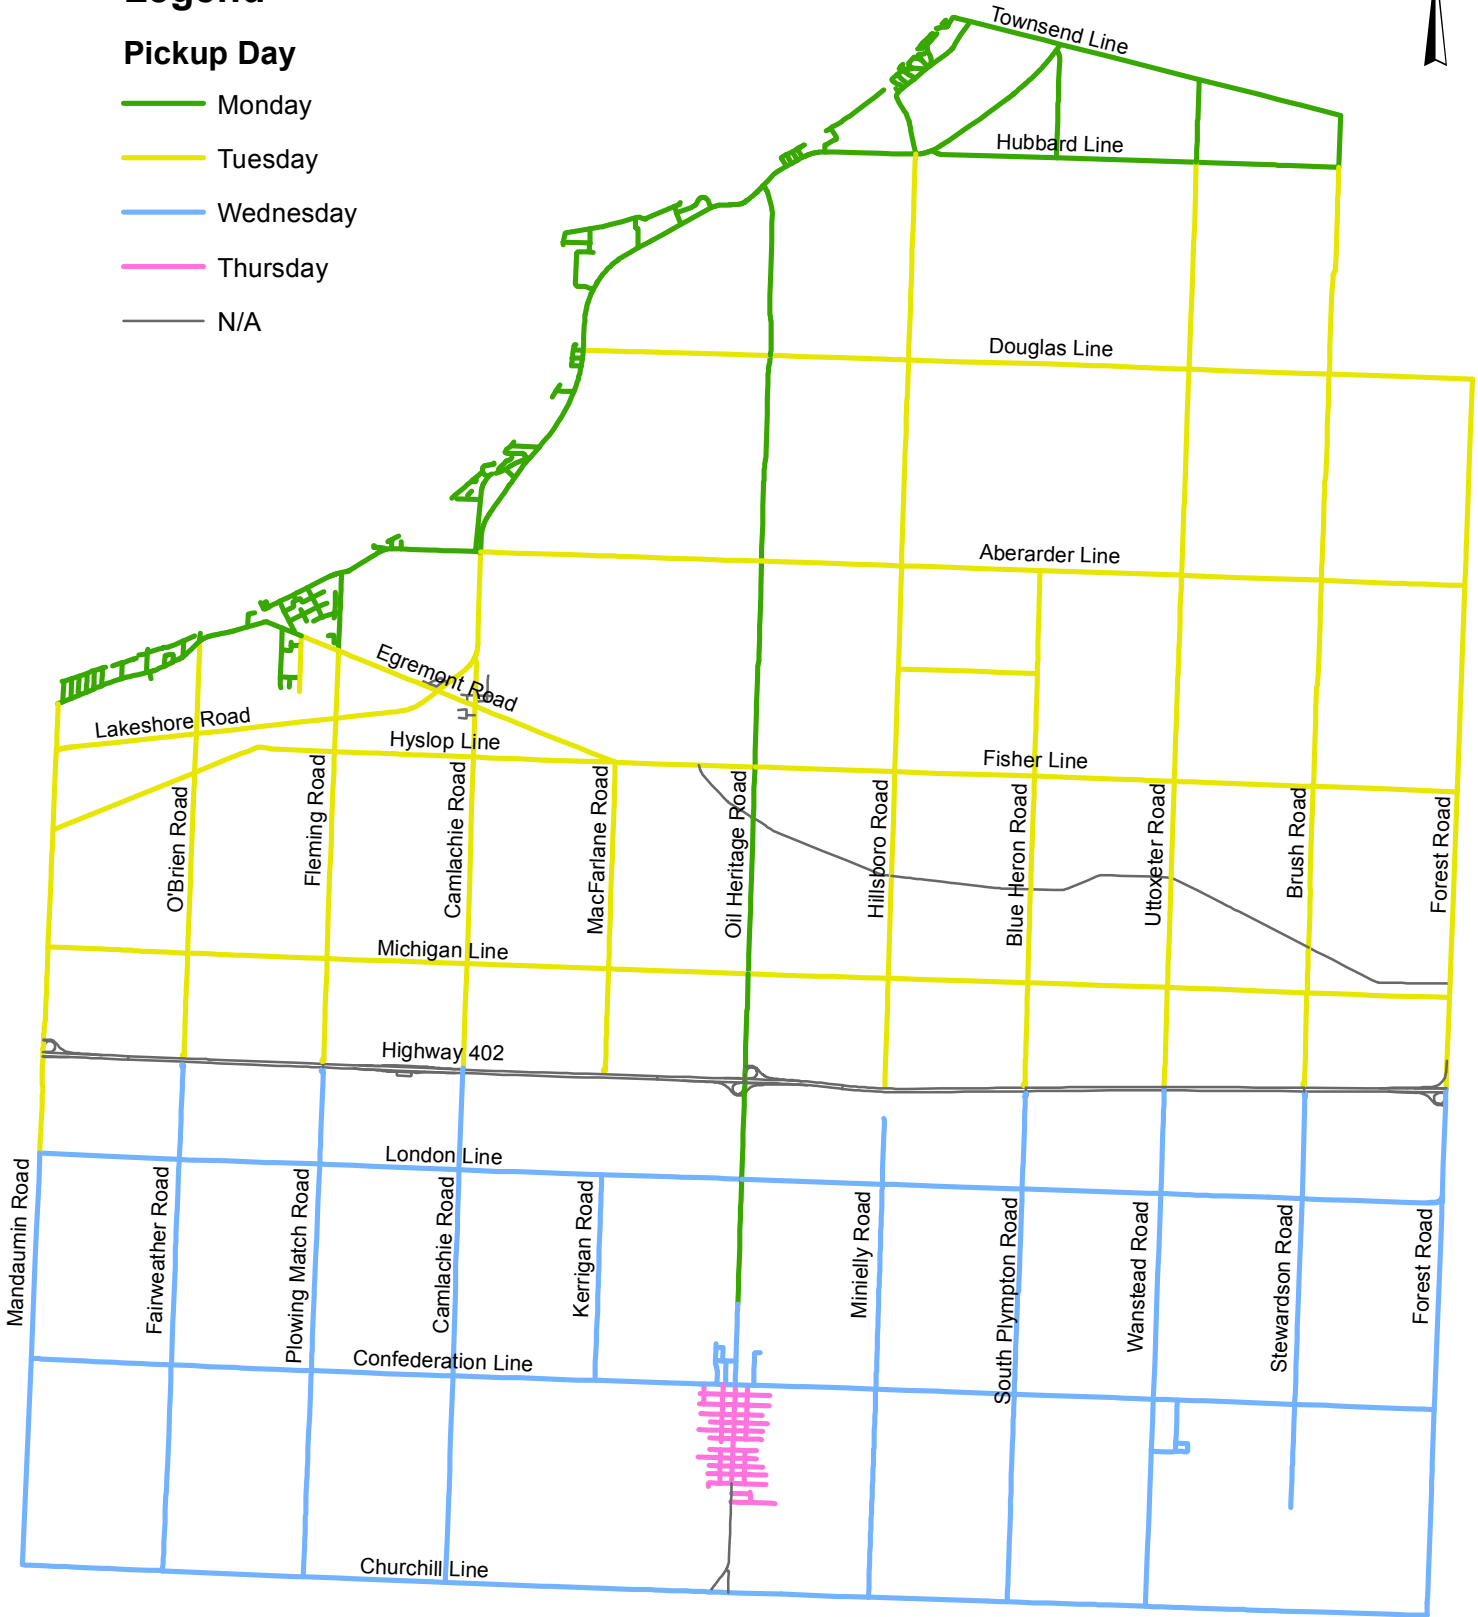 Legend
Pickup Day
Monday
Tuesday
Wednesday
Thursday
N/A
Townsend Line
Hubbard Line
Douglas Line
Aberarder Line
Egremont Road
Lakeshore Road
Hyslop Line
Fisher Line
O'Brien Road
Fleming Road
Camlachie Road
MacFarlane Road
Oil Heritage Road
Hillsboro Road
Blue Heron Road
Uttoxeter Road
Brush Road
Forest Road
Michigan Line
Highway 402
London Line
Mandaumin Road
Fairweather Road
Plowing Match Road
Camlachie Road
Kerrigan Road
Minielly Road
South Plympton Road
Wanstead Road
Stewardson Road
Forest Road
Confederation Line
Churchill Line